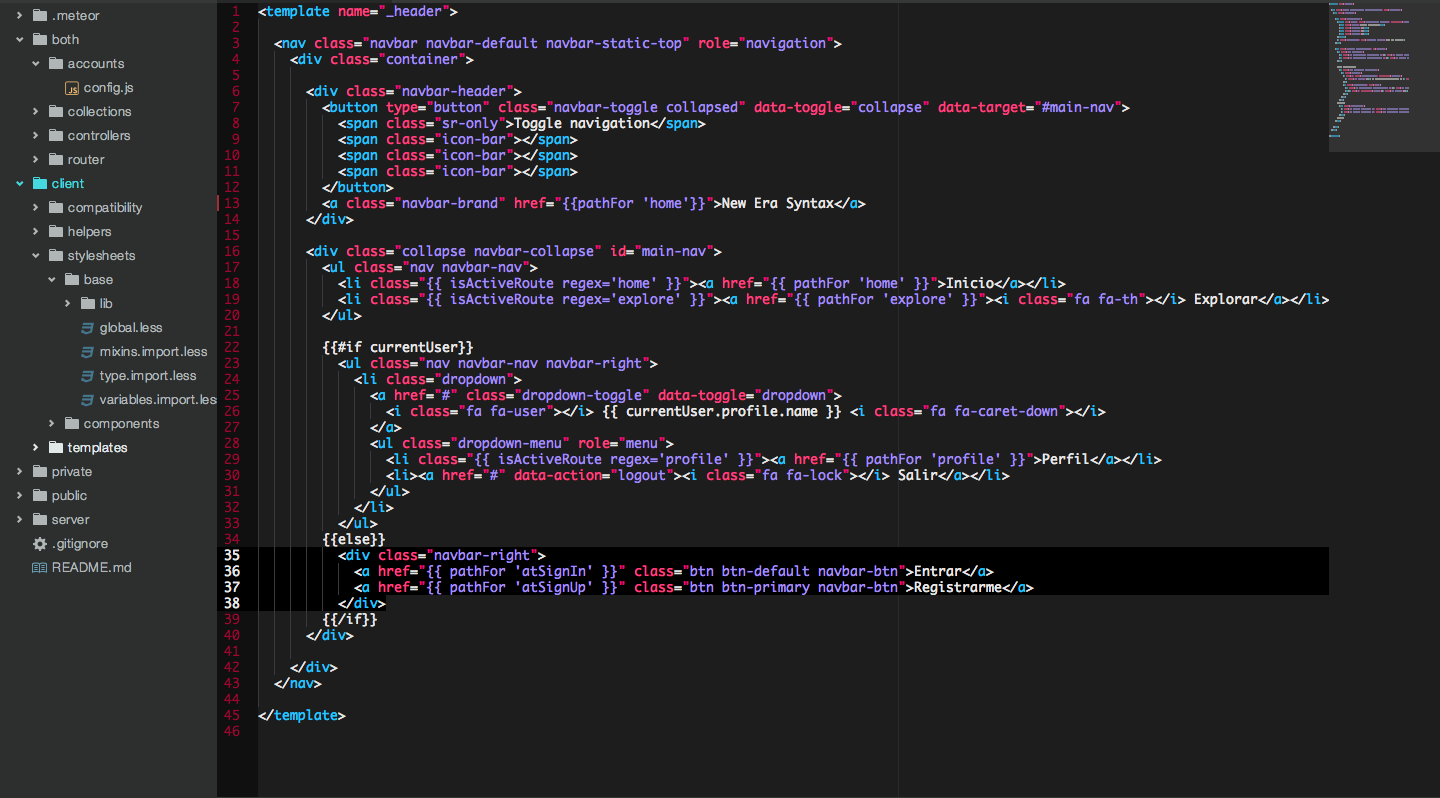 .meteor
both
accounts
config.js
collections
controllers
router
client
compatibility
helpers
stylesheets
base
lib
global.less
mixins.import.less
type.import.less
variables.import.les
components
templates
private
public
server
.gitignore
README.md
1 <template name="_header">
2
3 <nav class="navbar navbar-default navbar-static-top" role="navigation">
4 <div class="container">
5
6 <div class="navbar-header">
7 <button type="button" class="navbar-toggle collapsed" data-toggle="collapse" data-target="#main-nav">
8 <span class="sr-only">Toggle navigation</span>
9 <span class="icon-bar"></span>
10 <span class="icon-bar"></span>
11 <span class="icon-bar"></span>
12 </button>
13 <a class="navbar-brand" href="{{pathFor 'home'}}">New Era Syntax</a>
14 </div>
15
16 <div class="collapse navbar-collapse" id="main-nav">
17 <ul class="nav navbar-nav">
18 <li class="{{ isActiveRoute regex='home' }}"><a href="{{ pathFor 'home' }}">Inicio</a></li>
19 <li class="{{ isActiveRoute regex='explore' }}"><a href="{{ pathFor 'explore' }}"><i class="fa fa-th"></i> Explorar</a></li>
20 </ul>
21
22 {{#if currentUser}}
23 <ul class="nav navbar-nav navbar-right">
24 <li class="dropdown">
25 <a href="#" class="dropdown-toggle" data-toggle="dropdown">
26 <i class="fa fa-user"></i> {{ currentUser.profile.name }} <i class="fa fa-caret-down"></i>
27 </a>
28 <ul class="dropdown-menu" role="menu">
29 <li class="{{ isActiveRoute regex='profile' }}"><a href="{{ pathFor 'profile' }}">Perfil</a></li>
30 <li><a href="#" data-action="logout"><i class="fa fa-lock"></i> Salir</a></li>
31 </ul>
32 </li>
33 </ul>
34 {{else}}
35 <div class="navbar-right">
36 <a href="{{ pathFor 'atSignIn' }}" class="btn btn-default navbar-btn">Entrar</a>
37 <a href="{{ pathFor 'atSignUp' }}" class="btn btn-primary navbar-btn">Registrarme</a>
38 </div>
39 {{/if}}
40 </div>
41
42 </div>
43 </nav>
44
45 </template>
46